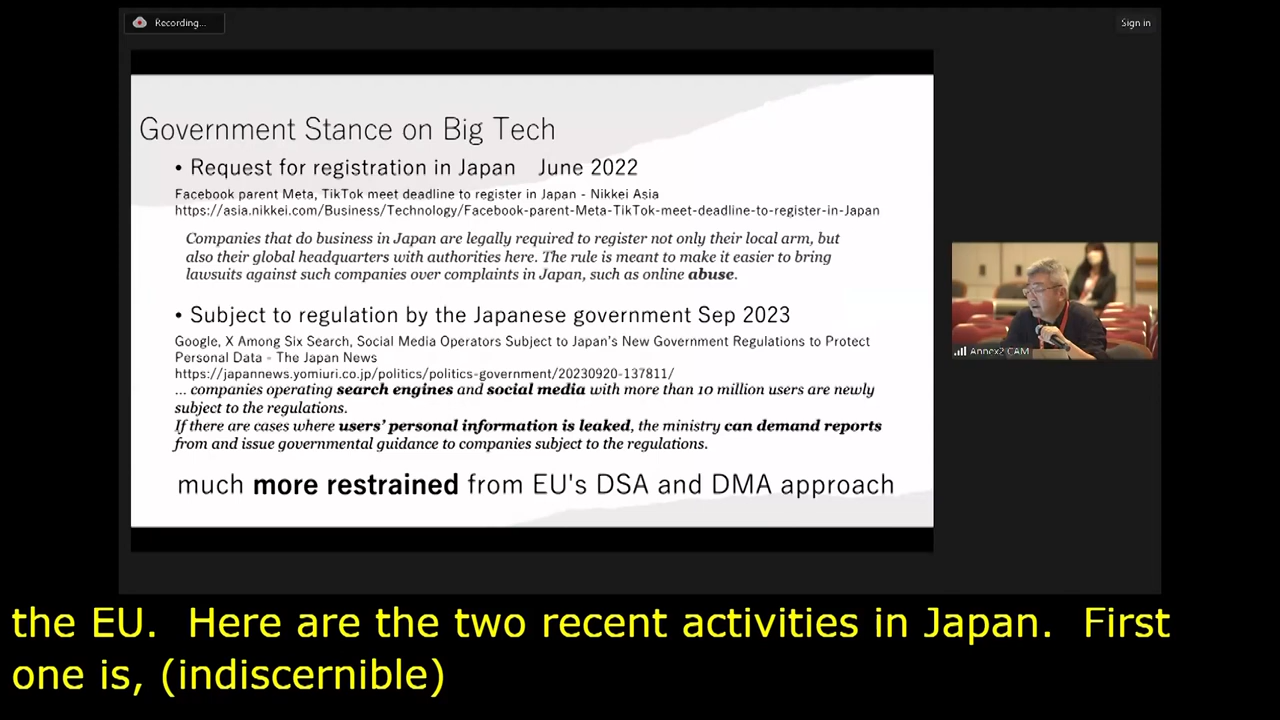 Recording...
Sign in
Government Stance on Big Tech
• Request for registration in Japan June 2022
Facebook parent Meta, TikTok meet deadline to register in Japan - Nikkei Asia
https://asia.nikkei.com/Business/Technology/Facebook-parent-Meta-TikTok-meet-deadline-to-register-in-Japan
Companies that do business in Japan are legally required to register not only their local arm, but
also their global headquarters with authorities here. The rule is meant to make it easier to bring
lawsuits against such companies over complaints in Japan, such as online abuse.
• Subject to regulation by the Japanese government Sep 2023
Google, X Among Six Search, Social Media Operators Subject to Japan's New Government Regulations to Protect
Personal Data - The Japan News
https://japannews.yomiuri.co.jp/politics/politics-government/20230920-137811/
... companies operating search engines and social media with more than 10 million users are newly
subject to the regulations.
If there are cases where users' personal information is leaked, the ministry can demand reports
from and issue governmental guidance to companies subject to the regulations.
much more restrained from EU's DSA and DMA approach
Annex2 CAM
the EU.  Here are the two recent activities in Japan.  First
one is, (indiscernible)